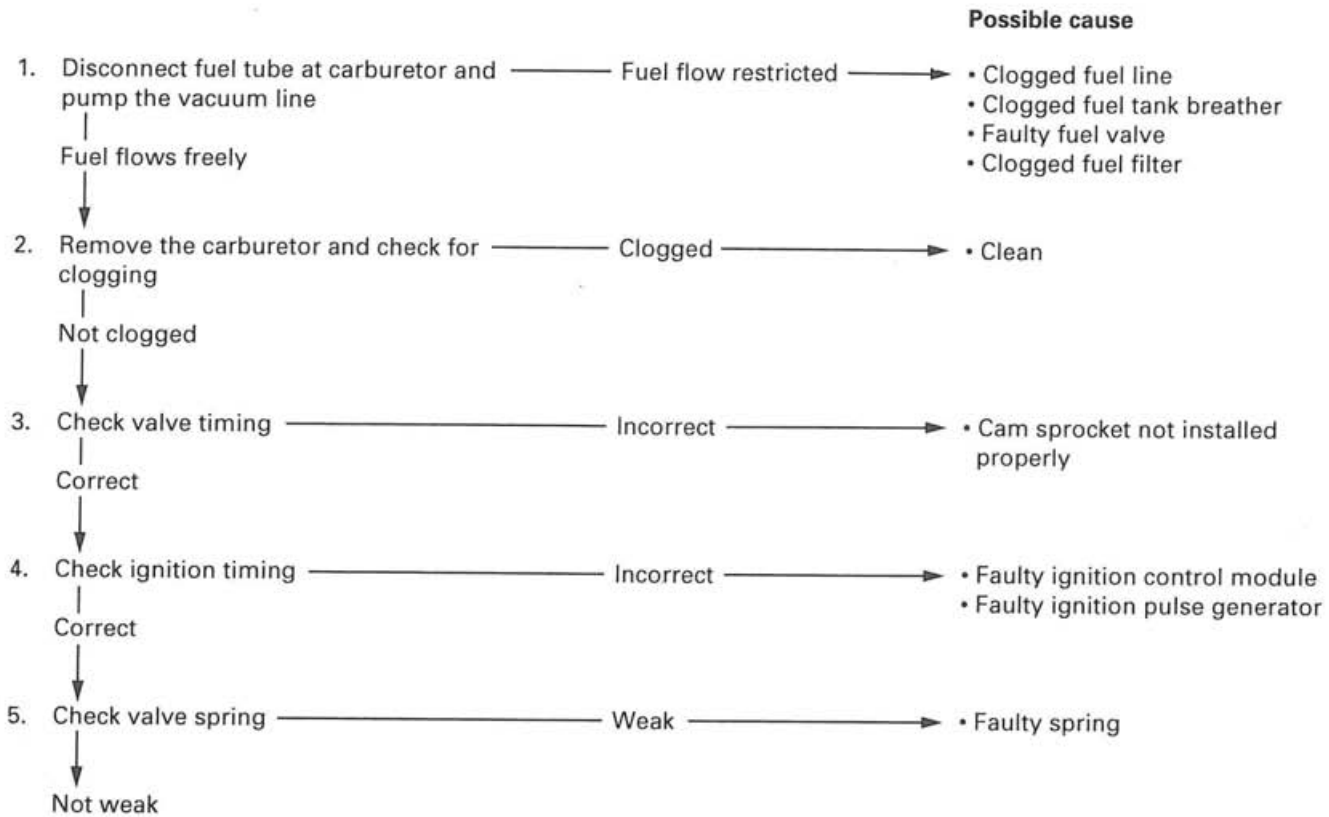 Possible cause
1. Disconnect fuel tube at carburetor and Fuel flow restricted • Clogged fuel line
pump the vacuum line • Clogged fuel tank breather
• Faulty fuel valve
Fuel flows freely • Clogged fuel filter
2. Remove the carburetor and check for Clogged • Clean
clogging
Not clogged
3. Check valve timing Incorrect • Cam sprocket not installed
properly
Correct
4. Check ignition timing Incorrect • Faulty ignition control module
• Faulty ignition pulse generator
Correct
5. Check valve spring Weak • Faulty spring
Not weak